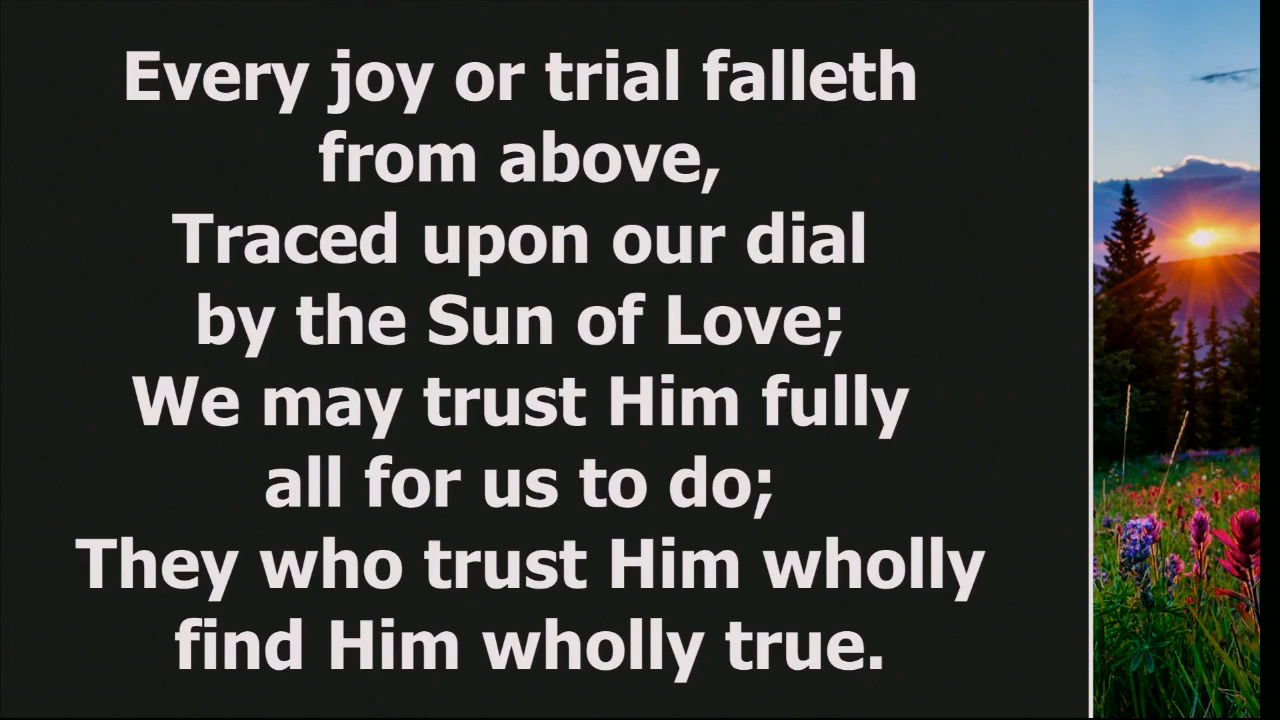 Every joy or trial falleth
from above,
Traced upon our dial
by the Sun of Love;
We may trust Him fully
all for us to do;
They who trust Him wholly
find Him wholly true.